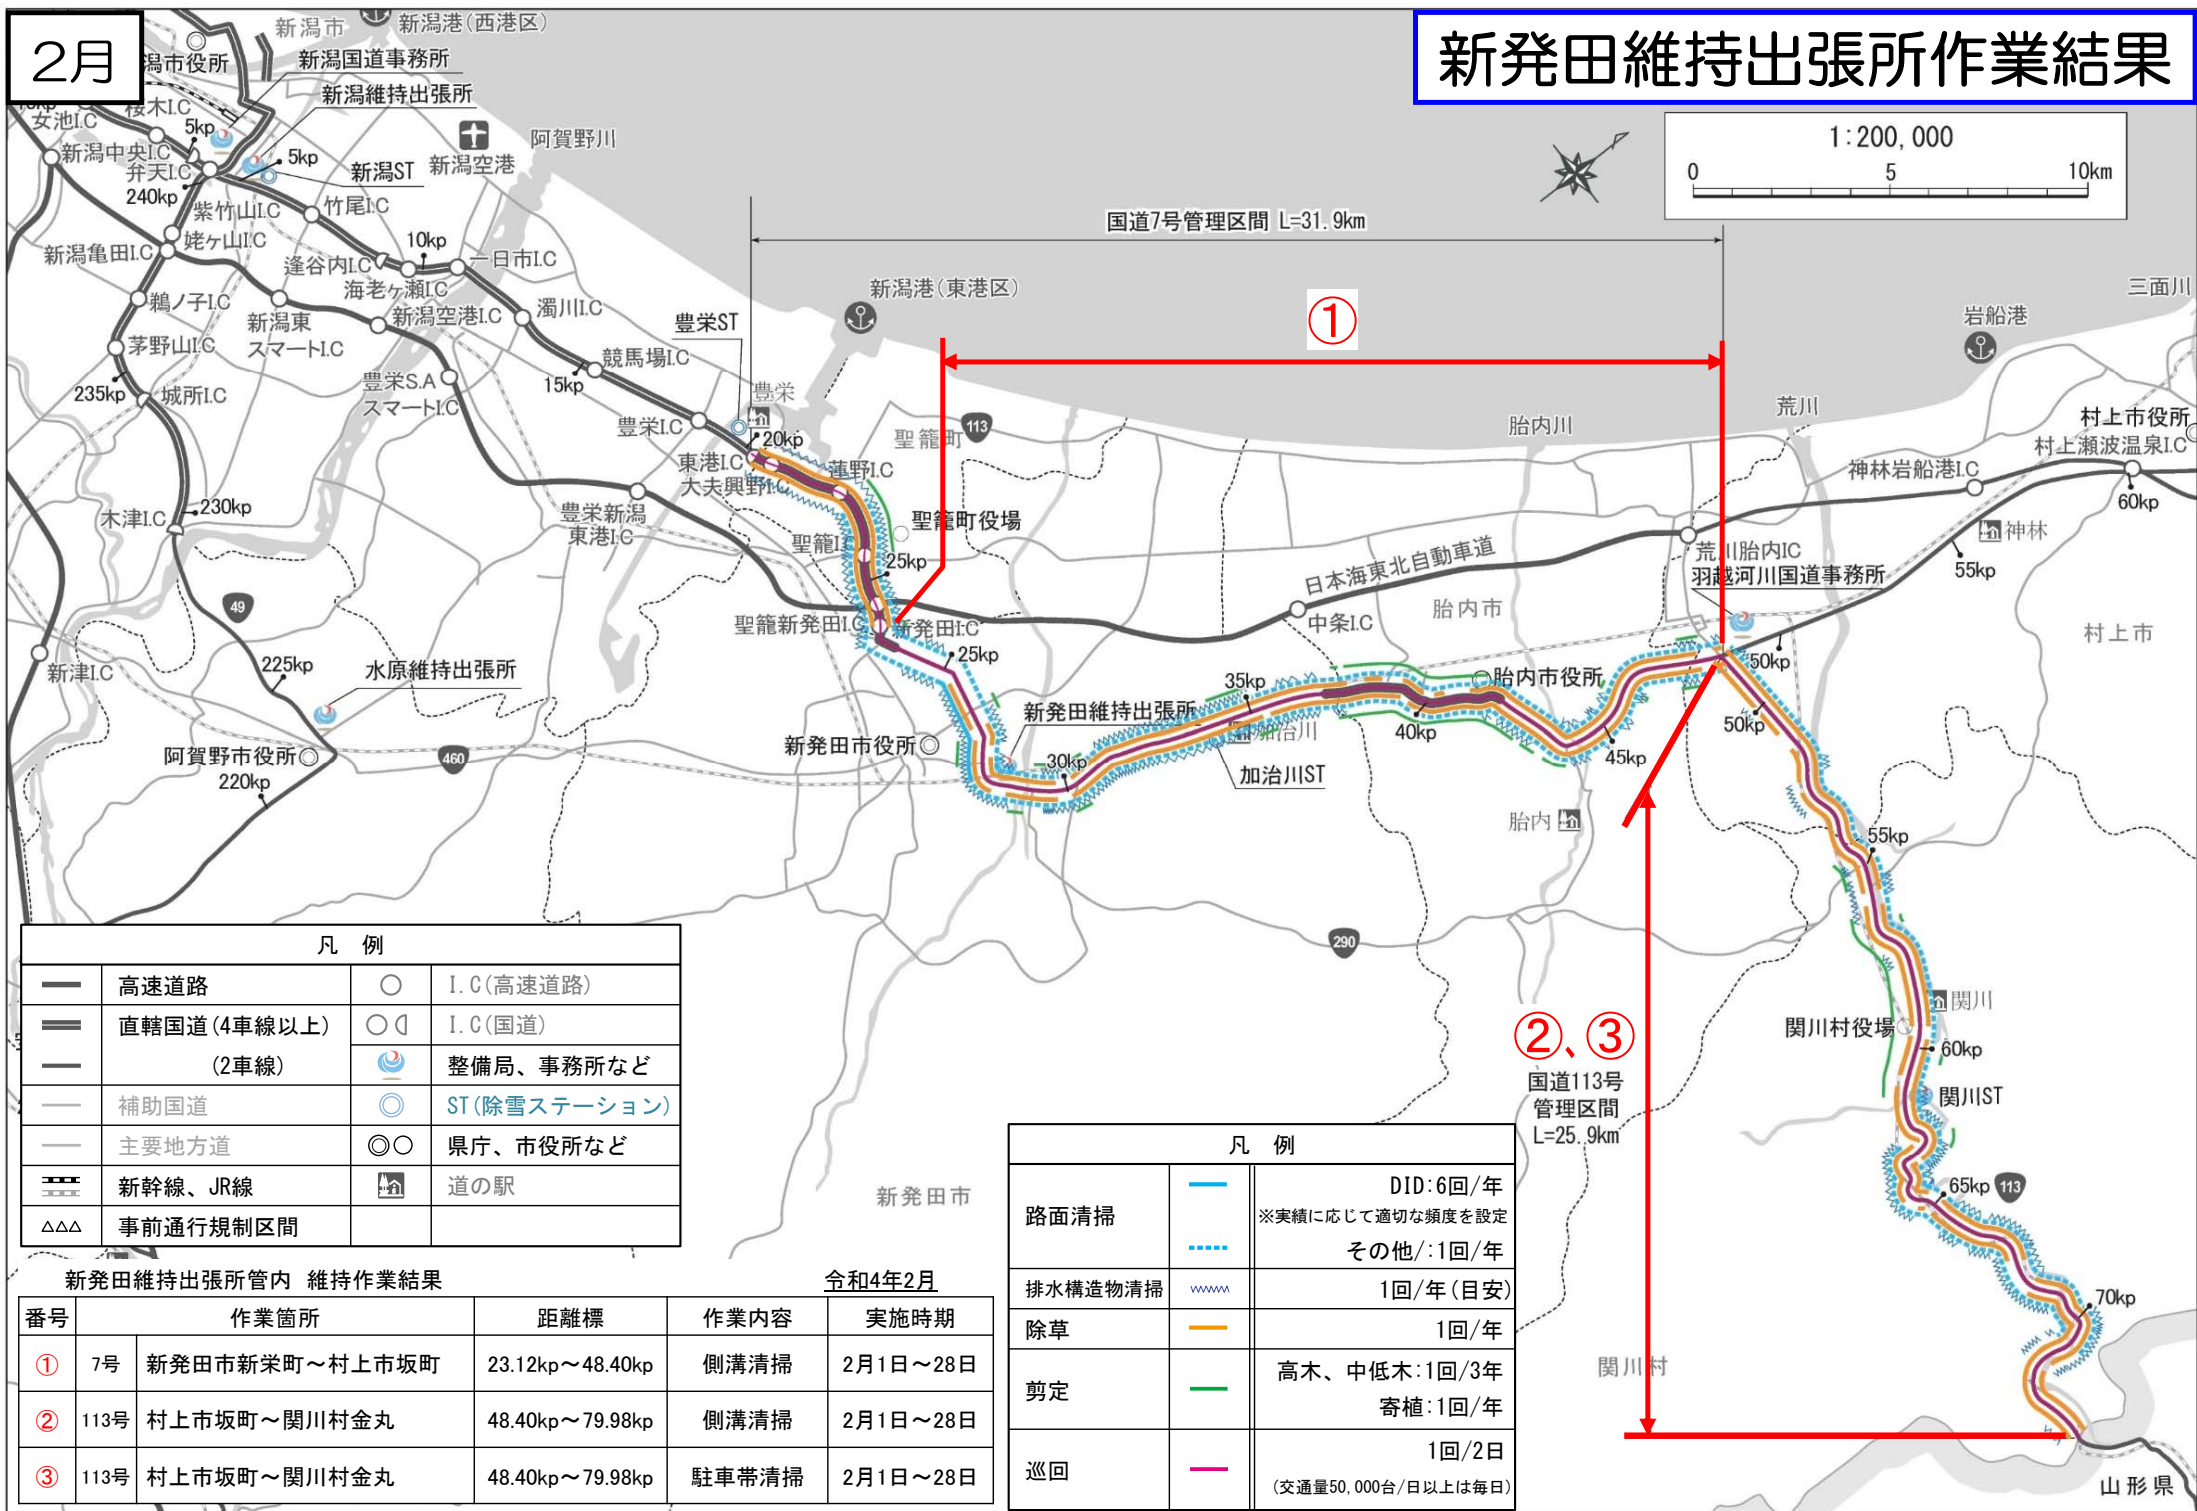 2月
新発田維持出張所作業結果
1:200,000
0 5 10km
新潟市
新潟港(西港区)
潟市役所
新潟国道事務所
新潟維持出張所
桜木I.C
女池I.C
5kp
新潟中央I.C
弁天I.C
5kp
新潟ST
新潟空港
阿賀野川
240kp
紫竹山I.C
竹尾I.C
姥ヶ山I.C
新潟亀田I.C
10kp
逢谷内I.C
一日市I.C
海老ヶ瀬I.C
鵜ノ子I.C
新潟東
スマートI.C
新潟空港I.C
濁川I.C
茅野山I.C
競馬場I.C
15kp
235kp
城所I.C
豊栄S.A
スマートI.C
豊栄ST
豊栄
豊栄I.C
20kp
東港I.C
大夫興野I.C
蓮野I.C
新潟港(東港区)
国道7号管理区間 L=31.9km
①
聖籠町
113
聖籠町役場
聖籠I.
25kp
豊栄新潟
東港I.C
230kp
木津I.C
49
聖籠新発田I.C
新発田I.C
25kp
新津I.C
225kp
水原維持出張所
阿賀野市役所
220kp
460
新発田市役所
新発田維持出張所
30kp
35kp
加治川
加治川ST
40kp
胎内市役所
45kp
日本海東北自動車道
中条I.C
胎内市
胎内川
荒川
三面川
岩船港
村上市役所
村上瀬波温泉I.C
神林岩船港I.C
60kp
神林
55kp
荒川胎内IC
羽越河川国道事務所
村上市
50kp
50kp
胎内
55kp
290
関川
関川村役場
60kp
関川ST
65kp
113
70kp
②、③
国道113号
管理区間
L=25.9km
新発田市
関川村
山形県
凡 例
高速道路 I.C(高速道路)
直轄国道(4車線以上) I.C(国道)
(2車線) 整備局、事務所など
補助国道 ST(除雪ステーション)
主要地方道 県庁、市役所など
新幹線、JR線 道の駅
事前通行規制区間
凡 例
路面清掃 DID:6回/年
※実績に応じて適切な頻度を設定
その他/:1回/年
排水構造物清掃 1回/年(目安)
除草 1回/年
剪定 高木、中低木:1回/3年
寄植:1回/年
巡回 1回/2日
(交通量50,000台/日以上は毎日)
新発田維持出張所管内 維持作業結果 令和4年2月
番号 作業箇所 距離標 作業内容 実施時期
① 7号 新発田市新栄町～村上市坂町 23.12kp～48.40kp 側溝清掃 2月1日～28日
② 113号 村上市坂町～関川村金丸 48.40kp～79.98kp 側溝清掃 2月1日～28日
③ 113号 村上市坂町～関川村金丸 48.40kp～79.98kp 駐車帯清掃 2月1日～28日